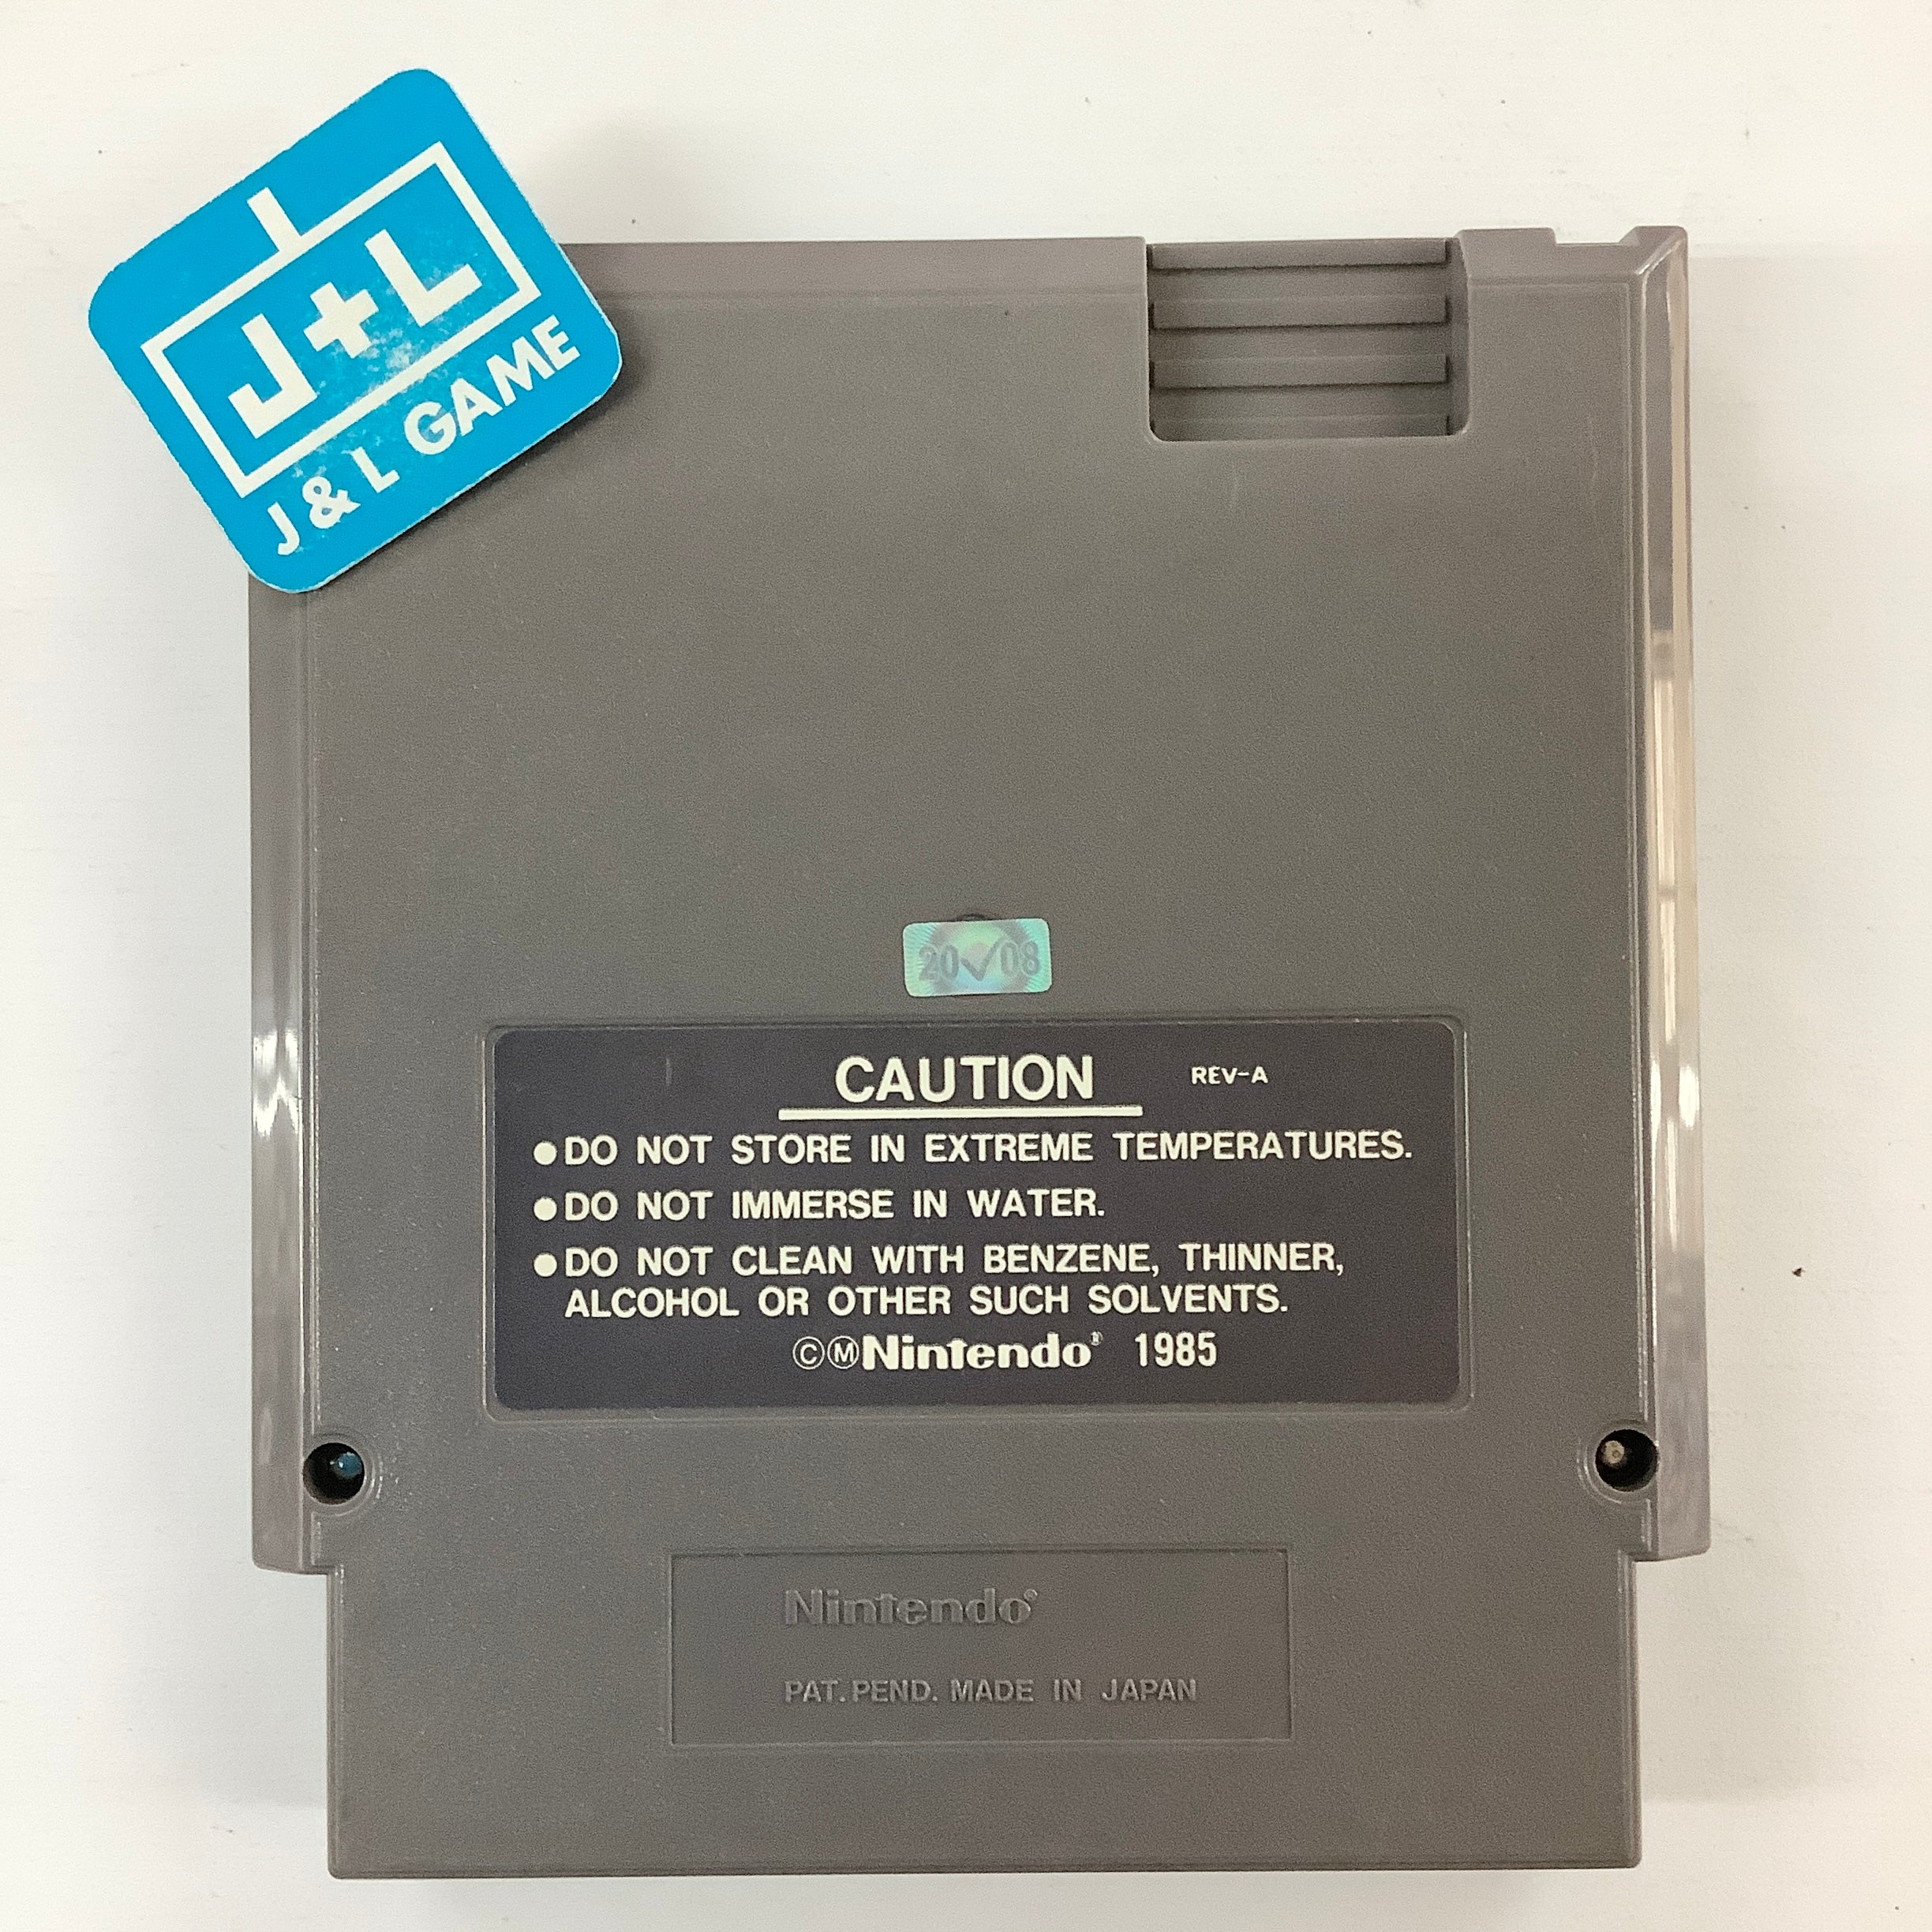 J+L
J & L GAME
20✓08
CAUTION REV-A
●DO NOT STORE IN EXTREME TEMPERATURES.
●DO NOT IMMERSE IN WATER.
●DO NOT CLEAN WITH BENZENE, THINNER,
ALCOHOL OR OTHER SUCH SOLVENTS.
ⒸⓂNintendo® 1985
Nintendo®
PAT. PEND. MADE IN JAPAN